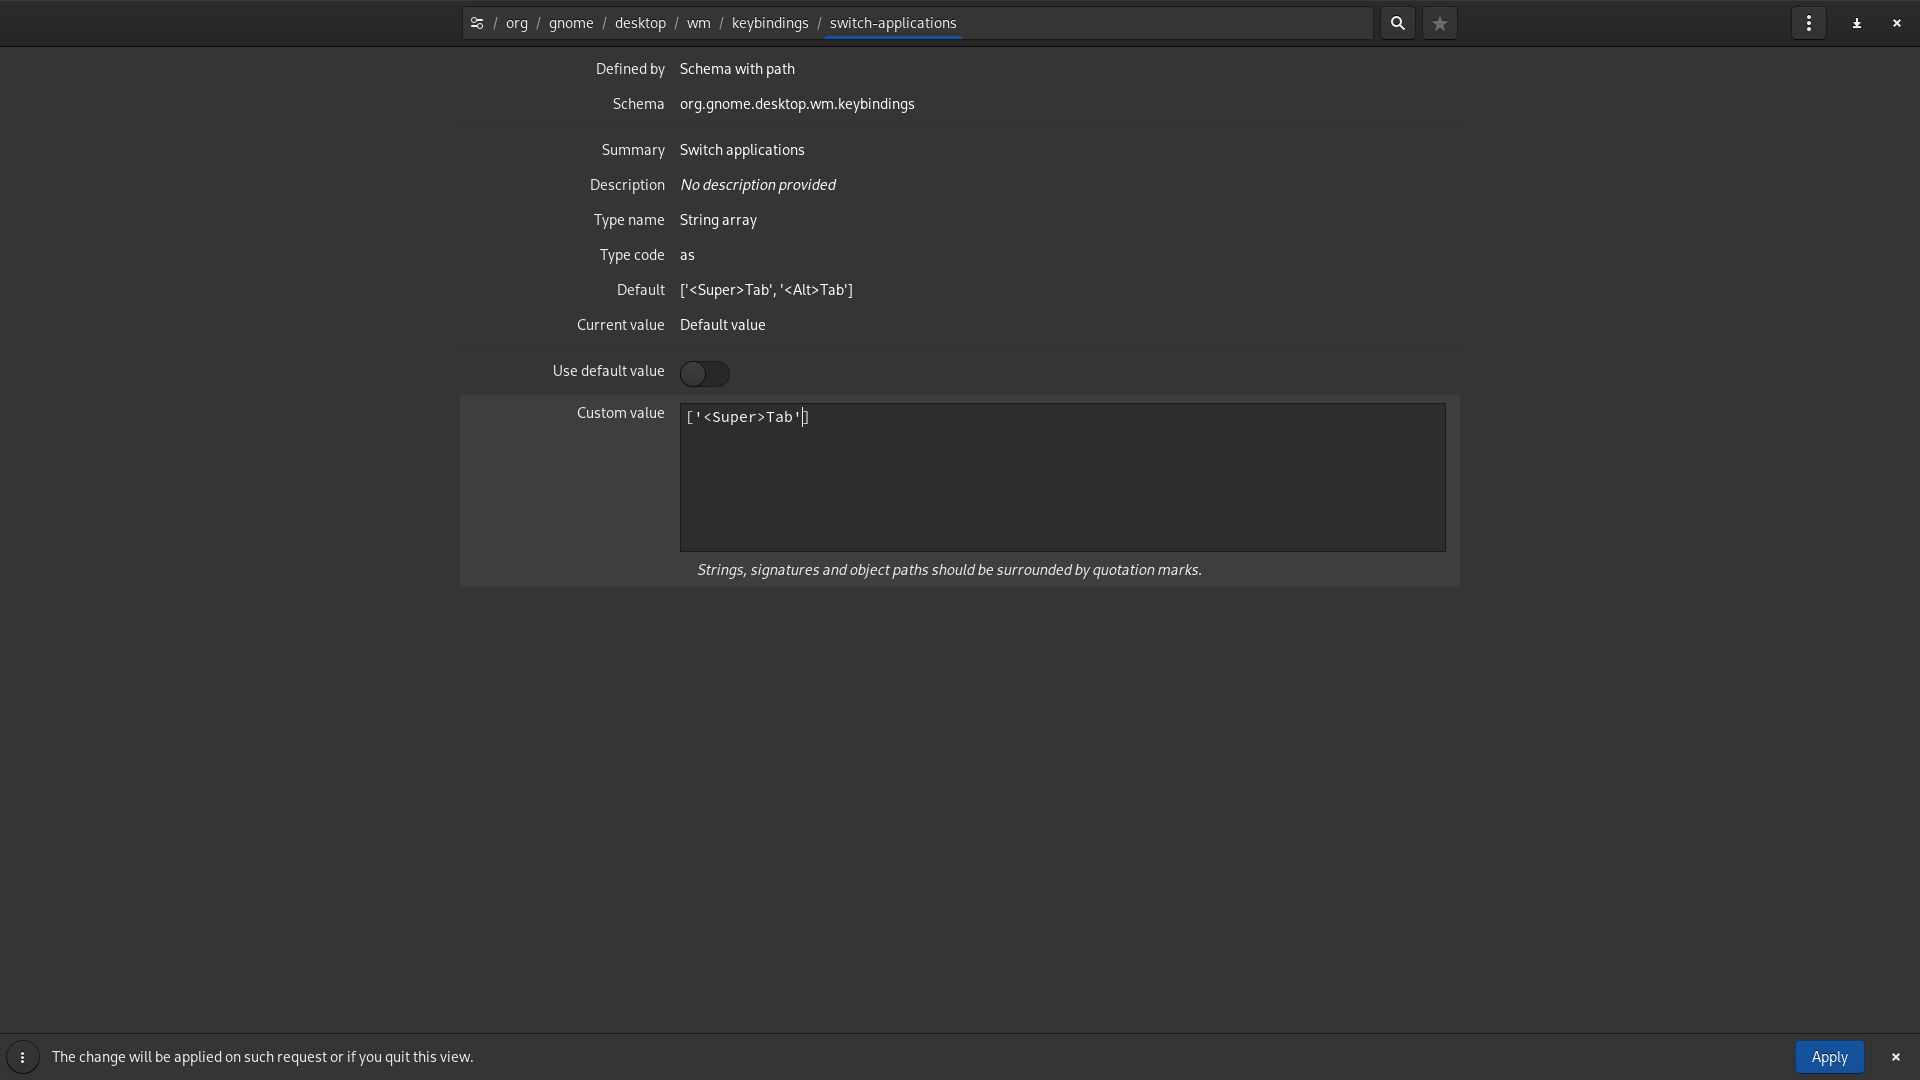 / org / gnome / desktop / wm / keybindings / switch-applications
Defined by Schema with path
Schema org.gnome.desktop.wm.keybindings
Summary Switch applications
Description No description provided
Type name String array
Type code as
Default ['<Super>Tab', '<Alt>Tab']
Current value Default value
Use default value
Custom value ['<Super>Tab']
Strings, signatures and object paths should be surrounded by quotation marks.
The change will be applied on such request or if you quit this view. Apply